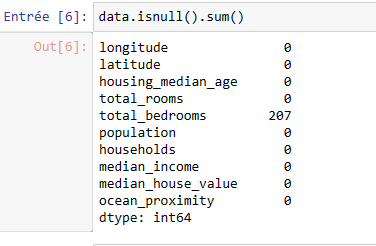 Entrée [6]: data.isnull().sum()
Out[6]: longitude 0
latitude 0
housing_median_age 0
total_rooms 0
total_bedrooms 207
population 0
households 0
median_income 0
median_house_value 0
ocean_proximity 0
dtype: int64